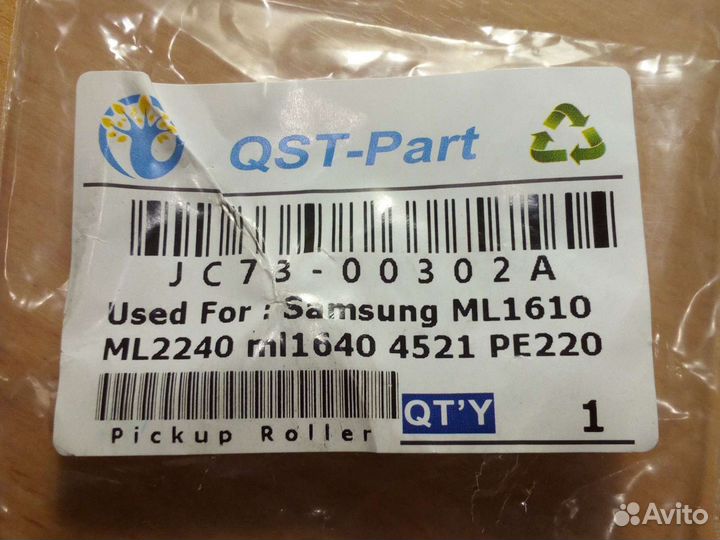 QST-Part
JC73-00302A
Used For : Samsung ML1610
ML2240 ml1640 4521 PE220
Pickup Roller
QT'Y 1
Avito